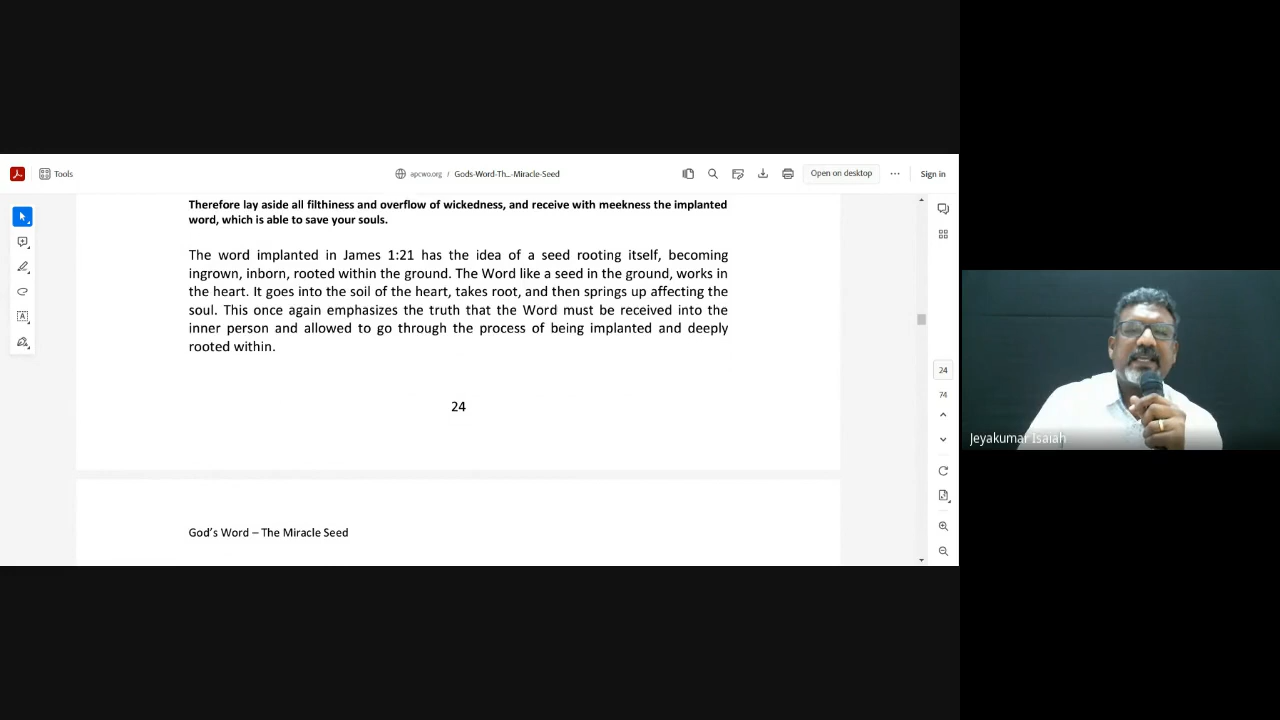 Tools
apcwo.org / Gods-Word-Th...-Miracle-Seed
Open on desktop
Sign in
Therefore lay aside all filthiness and overflow of wickedness, and receive with meekness the implanted
word, which is able to save your souls.
The word implanted in James 1:21 has the idea of a seed rooting itself, becoming
ingrown, inborn, rooted within the ground. The Word like a seed in the ground, works in
the heart. It goes into the soil of the heart, takes root, and then springs up affecting the
soul. This once again emphasizes the truth that the Word must be received into the
inner person and allowed to go through the process of being implanted and deeply
rooted within.
24
God's Word – The Miracle Seed
24
74
Jeyakumar Isaiah